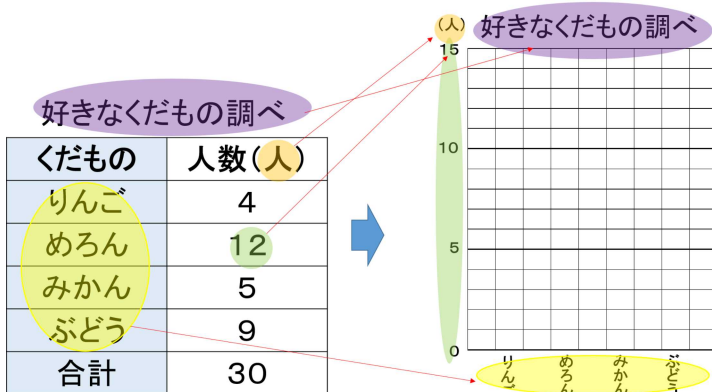 好きなくだもの調べ
くだもの 人数(人)
りんご 4
めろん 12
みかん 5
ぶどう 9
合計 30
(人) 好きなくだもの調べ
15
10
5
0
りんご めろん みかん ぶどう